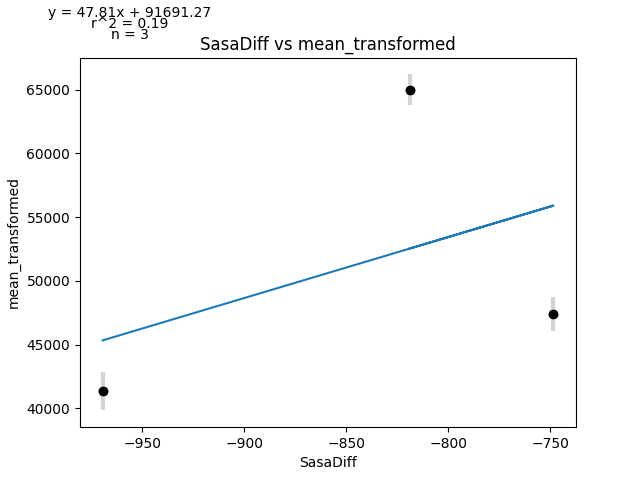 y = 47.81x + 91691.27
r^2 = 0.19
n = 3
SasaDiff vs mean_transformed
65000
60000
55000
50000
45000
40000
mean_transformed
−950
−900
−850
−800
−750
SasaDiff